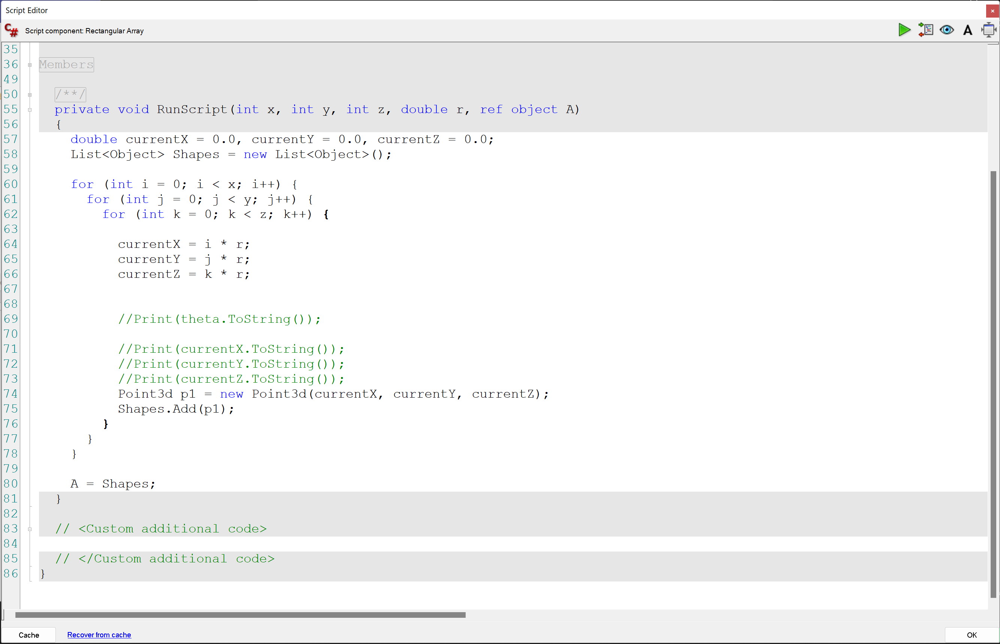 Script Editor
C# Script component: Rectangular Array
A
35
36 Members
49
50 /**/
55 private void RunScript(int x, int y, int z, double r, ref object A)
56 {
57 double currentX = 0.0, currentY = 0.0, currentZ = 0.0;
58 List<Object> Shapes = new List<Object>();
59
60 for (int i = 0; i < x; i++) {
61 for (int j = 0; j < y; j++) {
62 for (int k = 0; k < z; k++) {
63
64 currentX = i * r;
65 currentY = j * r;
66 currentZ = k * r;
67
68
69 //Print(theta.ToString());
70
71 //Print(currentX.ToString());
72 //Print(currentY.ToString());
73 //Print(currentZ.ToString());
74 Point3d p1 = new Point3d(currentX, currentY, currentZ);
75 Shapes.Add(p1);
76 }
77 }
78 }
79
80 A = Shapes;
81 }
82
83 // <Custom additional code>
84
85 // </Custom additional code>
86 }
Cache Recover from cache OK